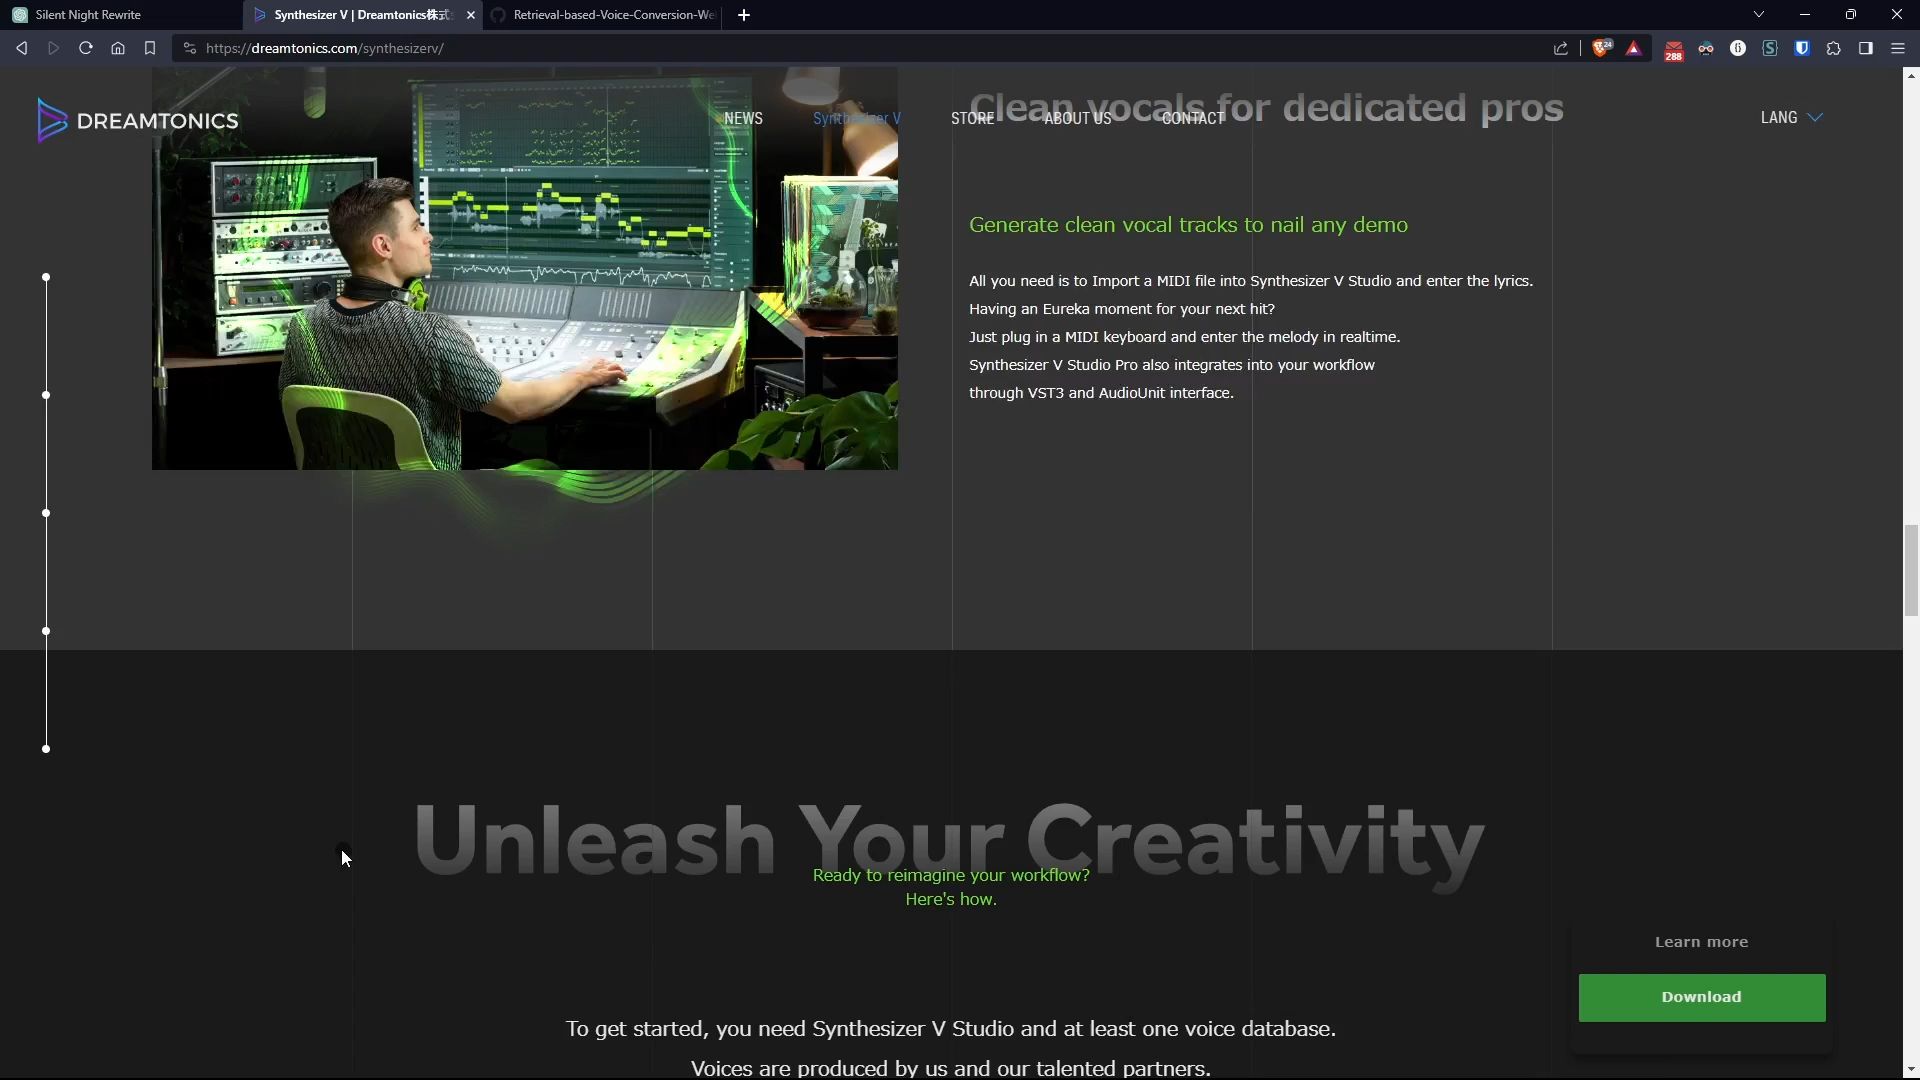 Silent Night Rewrite
Synthesizer V | Dreamtonics株式
Retrieval-based-Voice-Conversion-We
https://dreamtonics.com/synthesizerv/
24
288
DREAMTONICS
NEWS
Synthesizer V
STORE
ABOUT US
CONTACT
LANG
Clean vocals for dedicated pros
Generate clean vocal tracks to nail any demo
All you need is to Import a MIDI file into Synthesizer V Studio and enter the lyrics.
Having an Eureka moment for your next hit?
Just plug in a MIDI keyboard and enter the melody in realtime.
Synthesizer V Studio Pro also integrates into your workflow
through VST3 and AudioUnit interface.
Unleash Your Creativity
Ready to reimagine your workflow?
Here's how.
Learn more
Download
To get started, you need Synthesizer V Studio and at least one voice database.
Voices are produced by us and our talented partners.